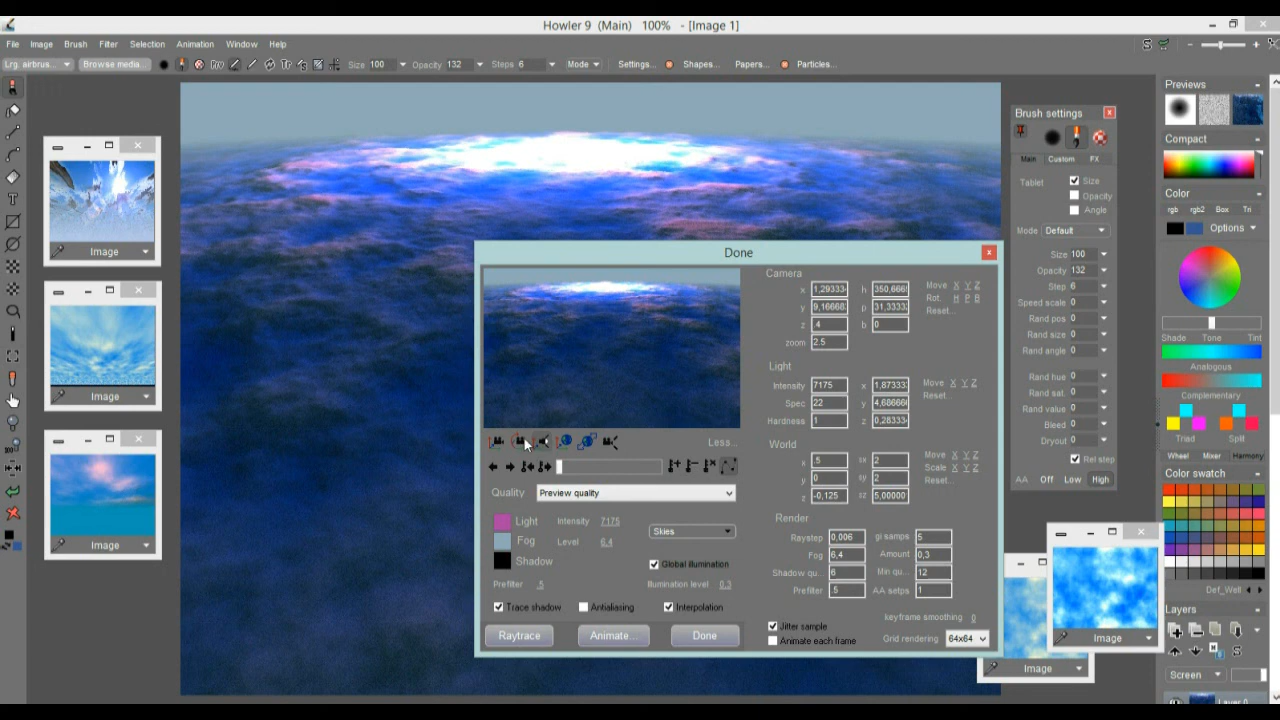 Howler 9 (Main) 100% - [Image 1]
File Image Brush Filter Selection Animation Window Help
Lrg. airbrus... Browse media... Prv Tr Size 100 Opacity 132 Steps 6 Mode Settings... Shapes... Papers... Particles...
Image
Image
Image
Done
Camera
x 1,29333 h 350,666
y 9,16666 p 31,3333
z .4 b 0
zoom 2.5
Move X Y Z
Rot. H P B
Reset...
Light
Intensity 7175 x 1,87333
Spec 22 y 4,68666
Hardness 1 z 0,28333
Move X Y Z
Reset...
World
x .5 sx 2
y 0 sy 2
z -0,125 sz 5,00000
Move X Y Z
Scale X Y Z
Reset...
Less...
Quality Preview quality
Light Intensity 7175
Fog Level 6,4
Shadow
Skies
Global illumination
Prefilter .5 Illumination level 0,3
Trace shadow Antialiasing Interpolation
Raytrace Animate... Done
Render
Raystep 0,006 gi samps 5
Fog 6,4 Amount 0,3
Shadow qu... 6 Min qu... 12
Prefilter .5 AA setps 1
keyframe smoothing 0
Jitter sample
Animate each frame
Grid rendering 64x64
Brush settings
Main Custom FX
Tablet Size
Opacity
Angle
Mode Default
Size 100
Opacity 132
Step 6
Speed scale 0
Rand pos 0
Rand size 0
Rand angle 0
Rand hue 0
Rand sat. 0
Rand value 0
Bleed 0
Dryout 0
Rel step
AA Off Low High
Image
Image
Previews
Compact
Color
rgb rgb2 Box Tri
Options
Shade Tone Tint
Analogous
Complementary
Triad Split
Wheel Mixer Harmony
Color swatch
Def_Well
Layers
Screen
Layer 0